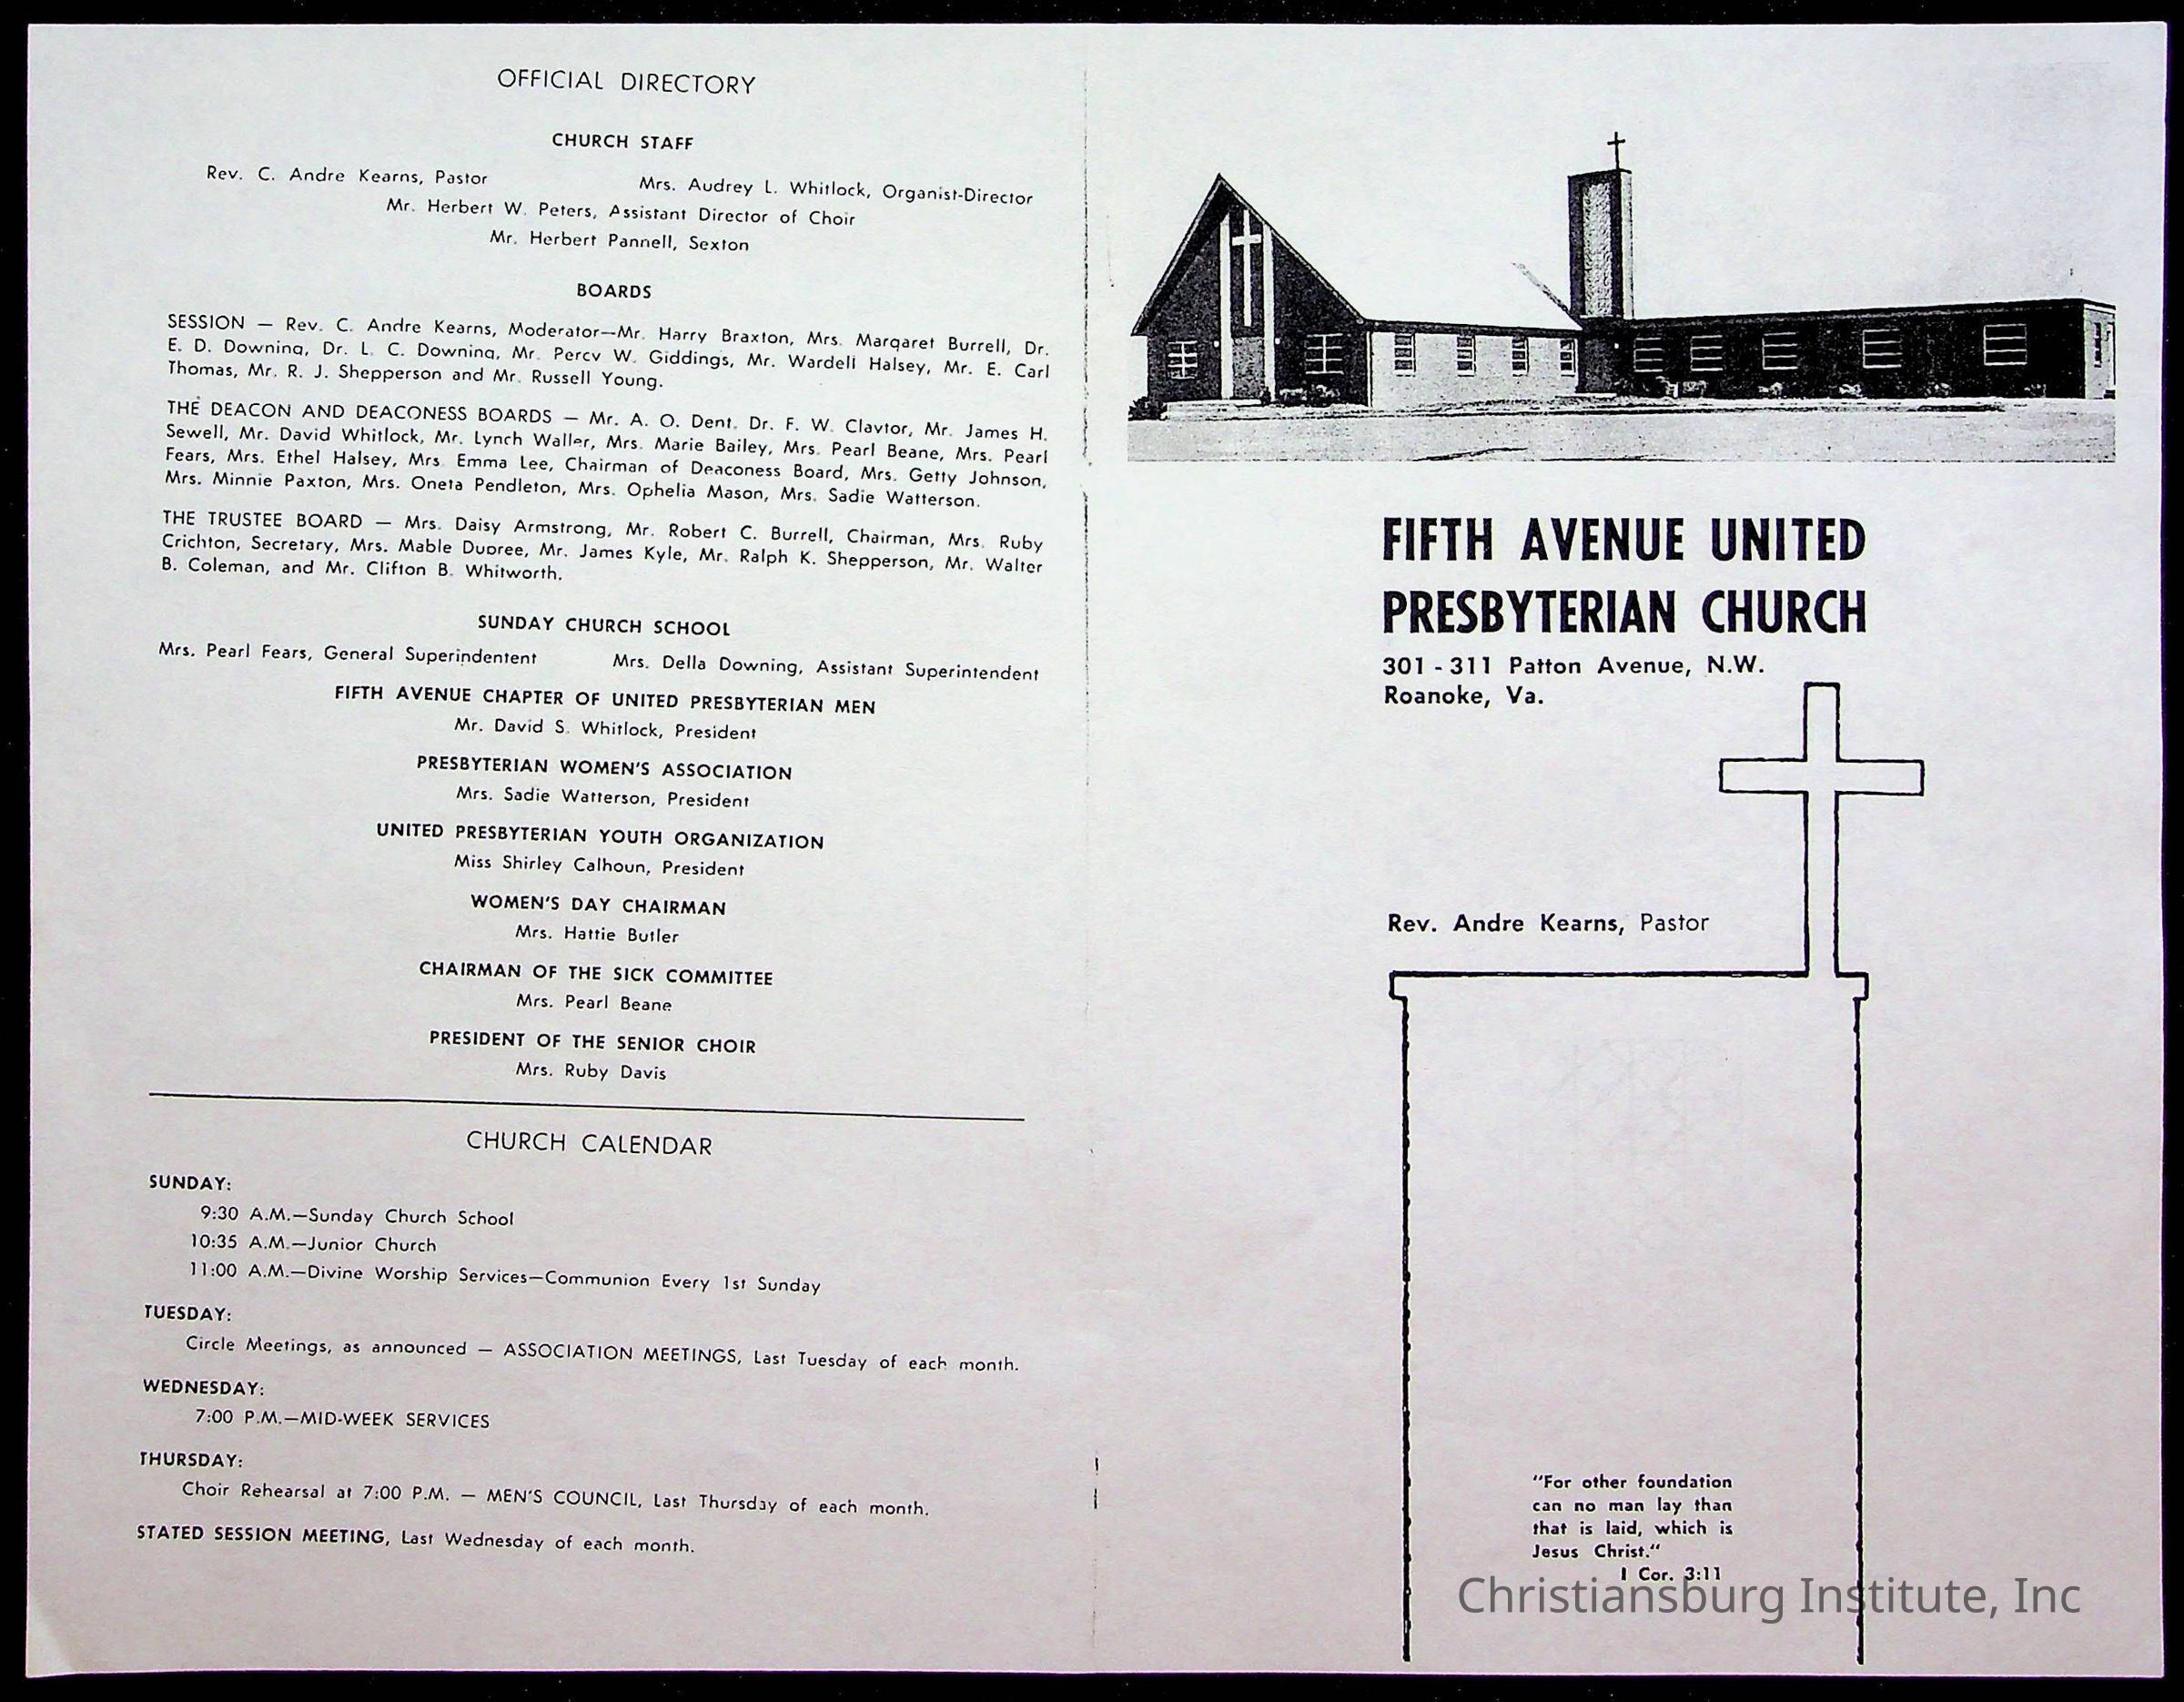 OFFICIAL DIRECTORY
CHURCH STAFF
Rev. C. Andre Kearns, Pastor Mrs. Audrey L. Whitlock, Organist-Director
Mr. Herbert W. Peters, Assistant Director of Choir
Mr. Herbert Pannell, Sexton
BOARDS
SESSION — Rev. C. Andre Kearns, Moderator—Mr. Harry Braxton, Mrs. Margaret Burrell, Dr.
E. D. Downing, Dr. L. C. Downing, Mr. Percy W. Giddings, Mr. Wardell Halsey, Mr. E. Carl
Thomas, Mr. R. J. Shepperson and Mr. Russell Young.
THE DEACON AND DEACONESS BOARDS — Mr. A. O. Dent. Dr. F. W. Claytor, Mr. James H.
Sewell, Mr. David Whitlock, Mr. Lynch Waller, Mrs. Marie Bailey, Mrs. Pearl Beane, Mrs. Pearl
Fears, Mrs. Ethel Halsey, Mrs. Emma Lee, Chairman of Deaconess Board, Mrs. Getty Johnson,
Mrs. Minnie Paxton, Mrs. Oneta Pendleton, Mrs. Ophelia Mason, Mrs. Sadie Watterson.
THE TRUSTEE BOARD — Mrs. Daisy Armstrong, Mr. Robert C. Burrell, Chairman, Mrs. Ruby
Crichton, Secretary, Mrs. Mable Dupree, Mr. James Kyle, Mr. Ralph K. Shepperson, Mr. Walter
B. Coleman, and Mr. Clifton B. Whitworth.
SUNDAY CHURCH SCHOOL
Mrs. Pearl Fears, General Superindentent Mrs. Della Downing, Assistant Superintendent
FIFTH AVENUE CHAPTER OF UNITED PRESBYTERIAN MEN
Mr. David S. Whitlock, President
PRESBYTERIAN WOMEN'S ASSOCIATION
Mrs. Sadie Watterson, President
UNITED PRESBYTERIAN YOUTH ORGANIZATION
Miss Shirley Calhoun, President
WOMEN'S DAY CHAIRMAN
Mrs. Hattie Butler
CHAIRMAN OF THE SICK COMMITTEE
Mrs. Pearl Beane
PRESIDENT OF THE SENIOR CHOIR
Mrs. Ruby Davis
CHURCH CALENDAR
SUNDAY:
9:30 A.M.—Sunday Church School
10:35 A.M.—Junior Church
11:00 A.M.—Divine Worship Services—Communion Every 1st Sunday
TUESDAY:
Circle Meetings, as announced — ASSOCIATION MEETINGS, Last Tuesday of each month.
WEDNESDAY:
7:00 P.M.—MID-WEEK SERVICES
THURSDAY:
Choir Rehearsal at 7:00 P.M. — MEN'S COUNCIL, Last Thursday of each month.
STATED SESSION MEETING, Last Wednesday of each month.
FIFTH AVENUE UNITED
PRESBYTERIAN CHURCH
301 - 311 Patton Avenue, N.W.
Roanoke, Va.
Rev. Andre Kearns, Pastor
"For other foundation
can no man lay than
that is laid, which is
Jesus Christ."
I Cor. 3:11
Christiansburg Institute, Inc